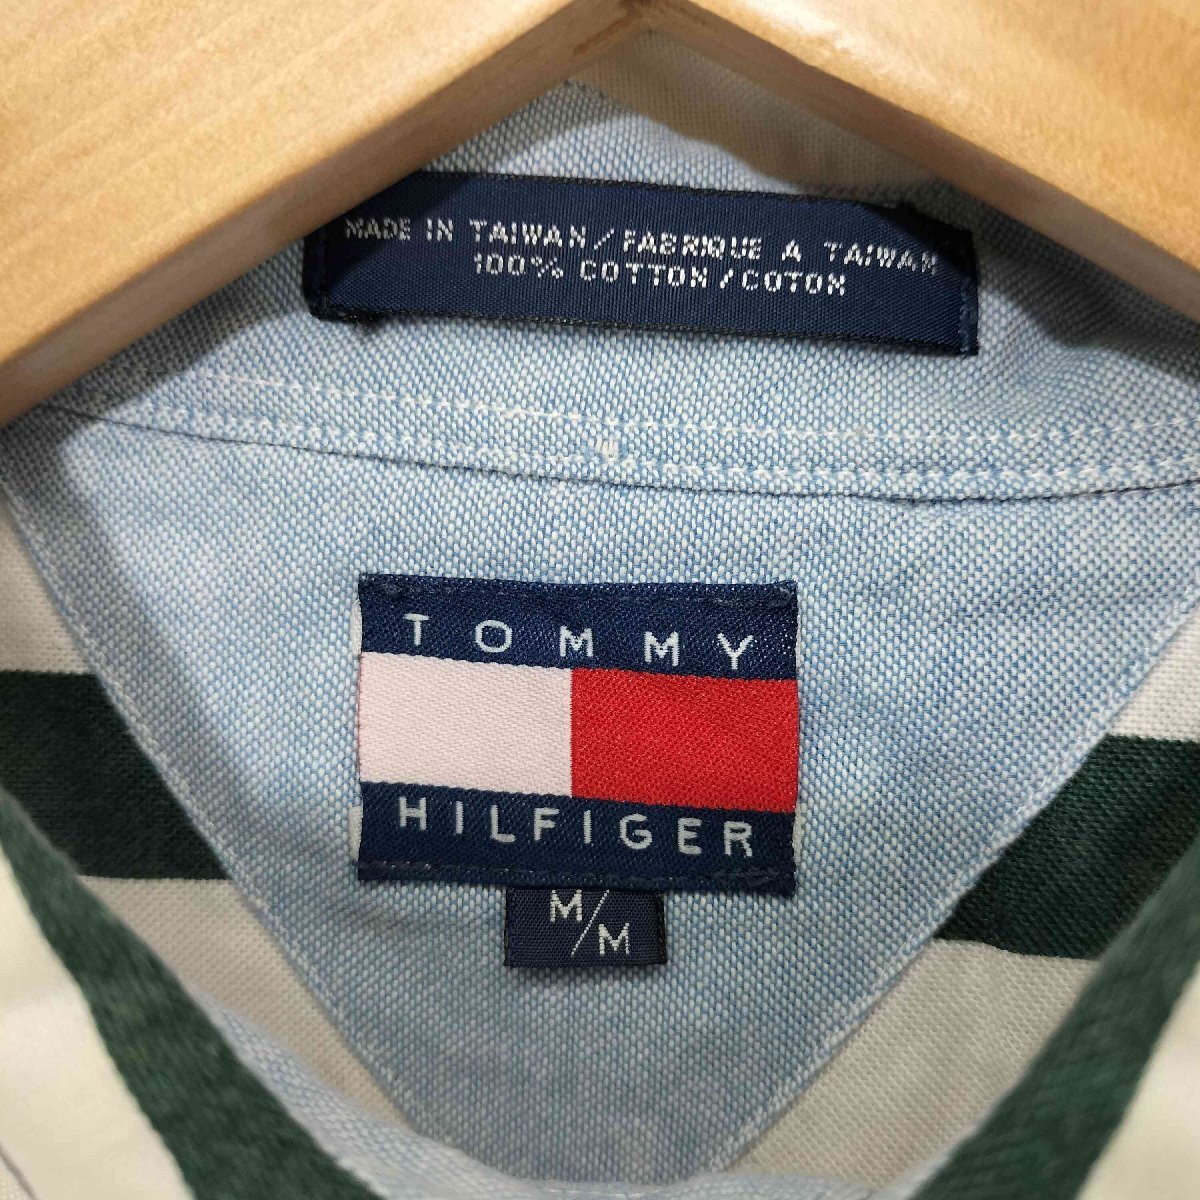 MADE IN TAIWAN/FABRIQUE A TAIWAN
100% COTTON/COTON
TOMMY
HILFIGER
M/M